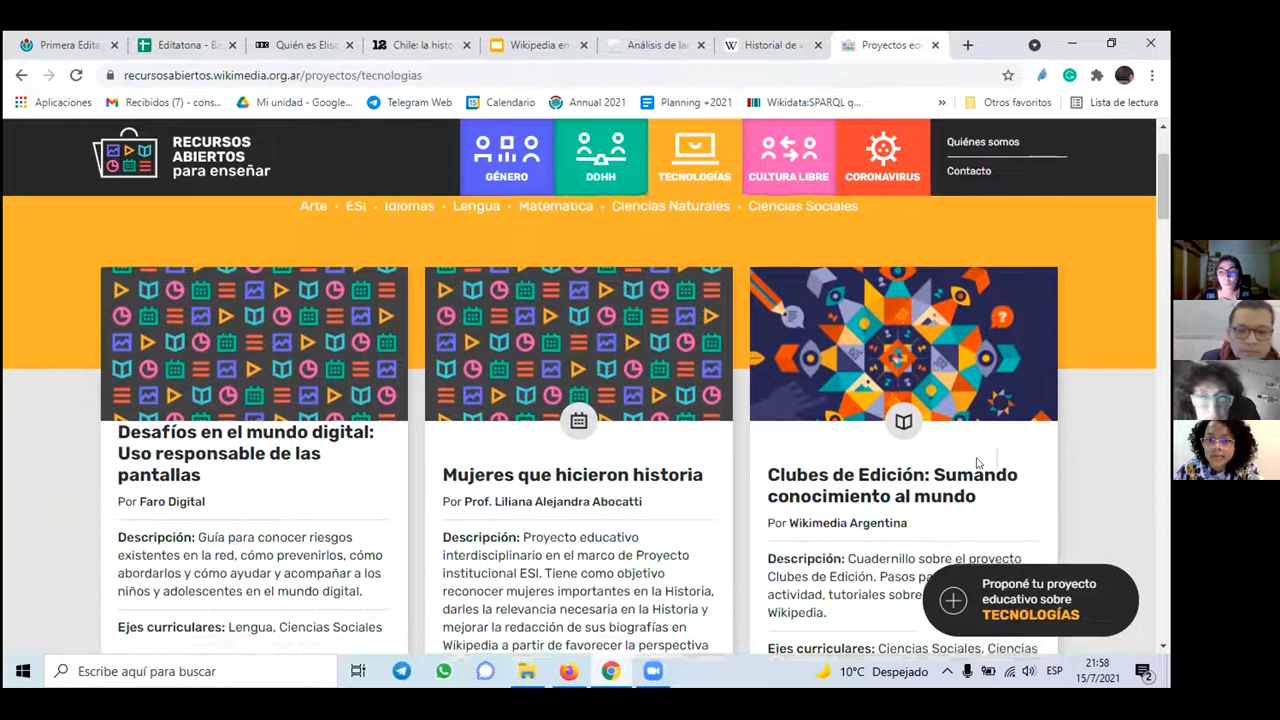 Primera Edita
Editatona - Ba
Quién es Elisa
Chile: la histo
Wikipedia en
Análisis de la
Historial de
Proyectos ed
recursosabiertos.wikimedia.org.ar/proyectos/tecnologias
Aplicaciones
Recibidos (7) - cons...
Mi unidad - Google...
Telegram Web
Calendario
Annual 2021
Planning +2021
Wikidata:SPARQL q...
»
Otros favoritos
Lista de lectura
RECURSOS
ABIERTOS
para enseñar
GÉNERO
DDHH
TECNOLOGÍAS
CULTURA LIBRE
CORONAVIRUS
Quiénes somos
Contacto
Arte • ESI • Idiomas • Lengua • Matemática • Ciencias Naturales • Ciencias Sociales
Desafíos en el mundo digital:
Uso responsable de las
pantallas
Por Faro Digital
Descripción: Guía para conocer riesgos
existentes en la red, cómo prevenirlos, cómo
abordarlos y cómo ayudar y acompañar a los
niños y adolescentes en el mundo digital.
Ejes curriculares: Lengua, Ciencias Sociales
Mujeres que hicieron historia
Por Prof. Liliana Alejandra Abocatti
Descripción: Proyecto educativo
interdisciplinario en el marco de Proyecto
institucional ESI. Tiene como objetivo
reconocer mujeres importantes en la Historia,
darles la relevancia necesaria en la Historia y
mejorar la redacción de sus biografías en
Wikipedia a partir de favorecer la perspectiva
Clubes de Edición: Sumando
conocimiento al mundo
Por Wikimedia Argentina
Descripción: Cuadernillo sobre el proyecto
Clubes de Edición. Pasos pa
actividad, tutoriales sobre
Wikipedia.
Ejes curriculares: Ciencias Sociales, Ciencias
Proponé tu proyecto
educativo sobre
TECNOLOGÍAS
Escribe aquí para buscar
10°C Despejado
ESP
21:58
15/7/2021
2